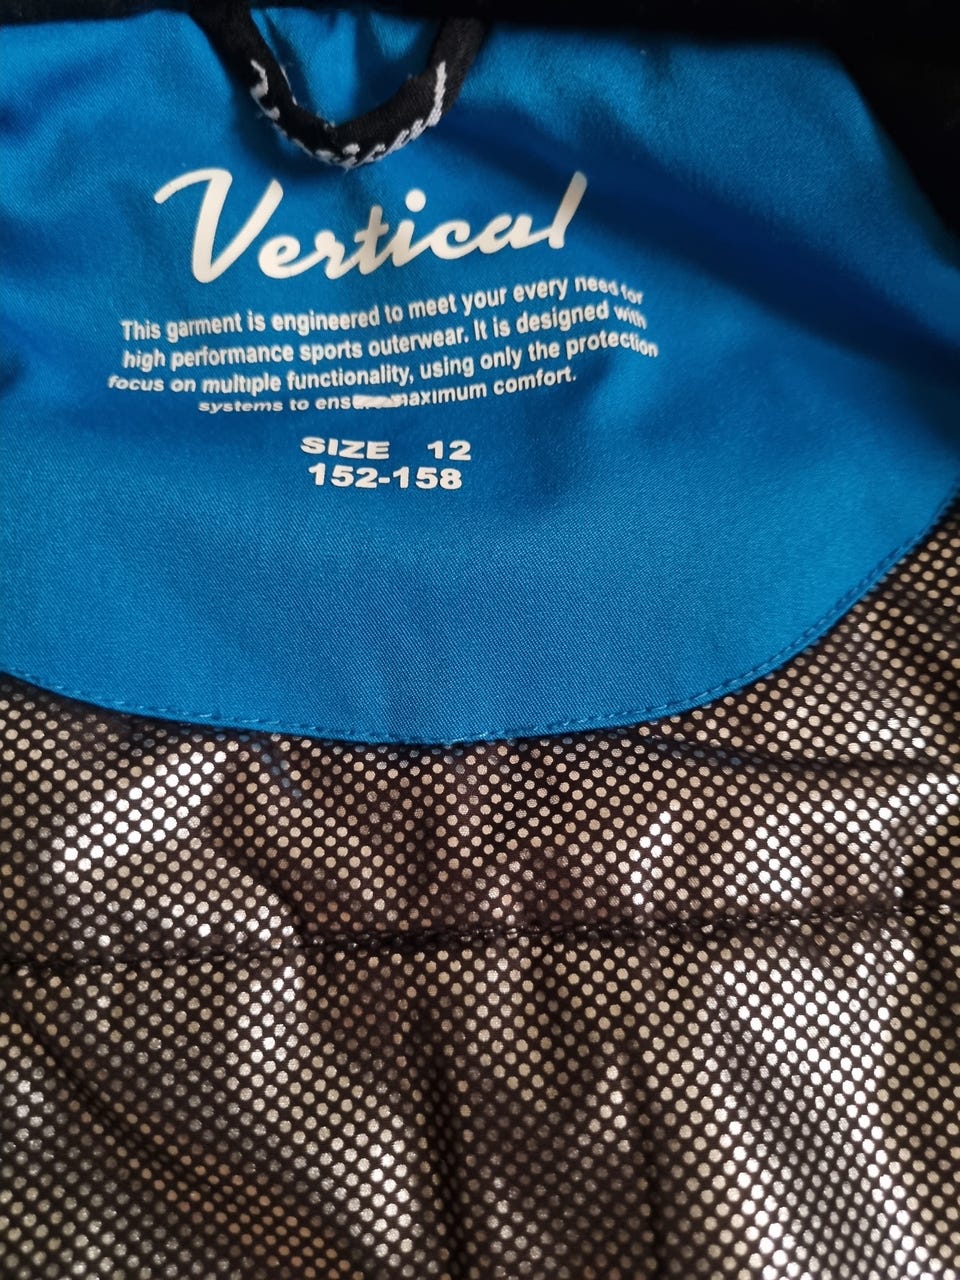 Vertical
This garment is engineered to meet your every need for
high performance sports outerwear. It is designed with
focus on multiple functionality, using only the protection
systems to ensure maximum comfort.
SIZE 12
152-158